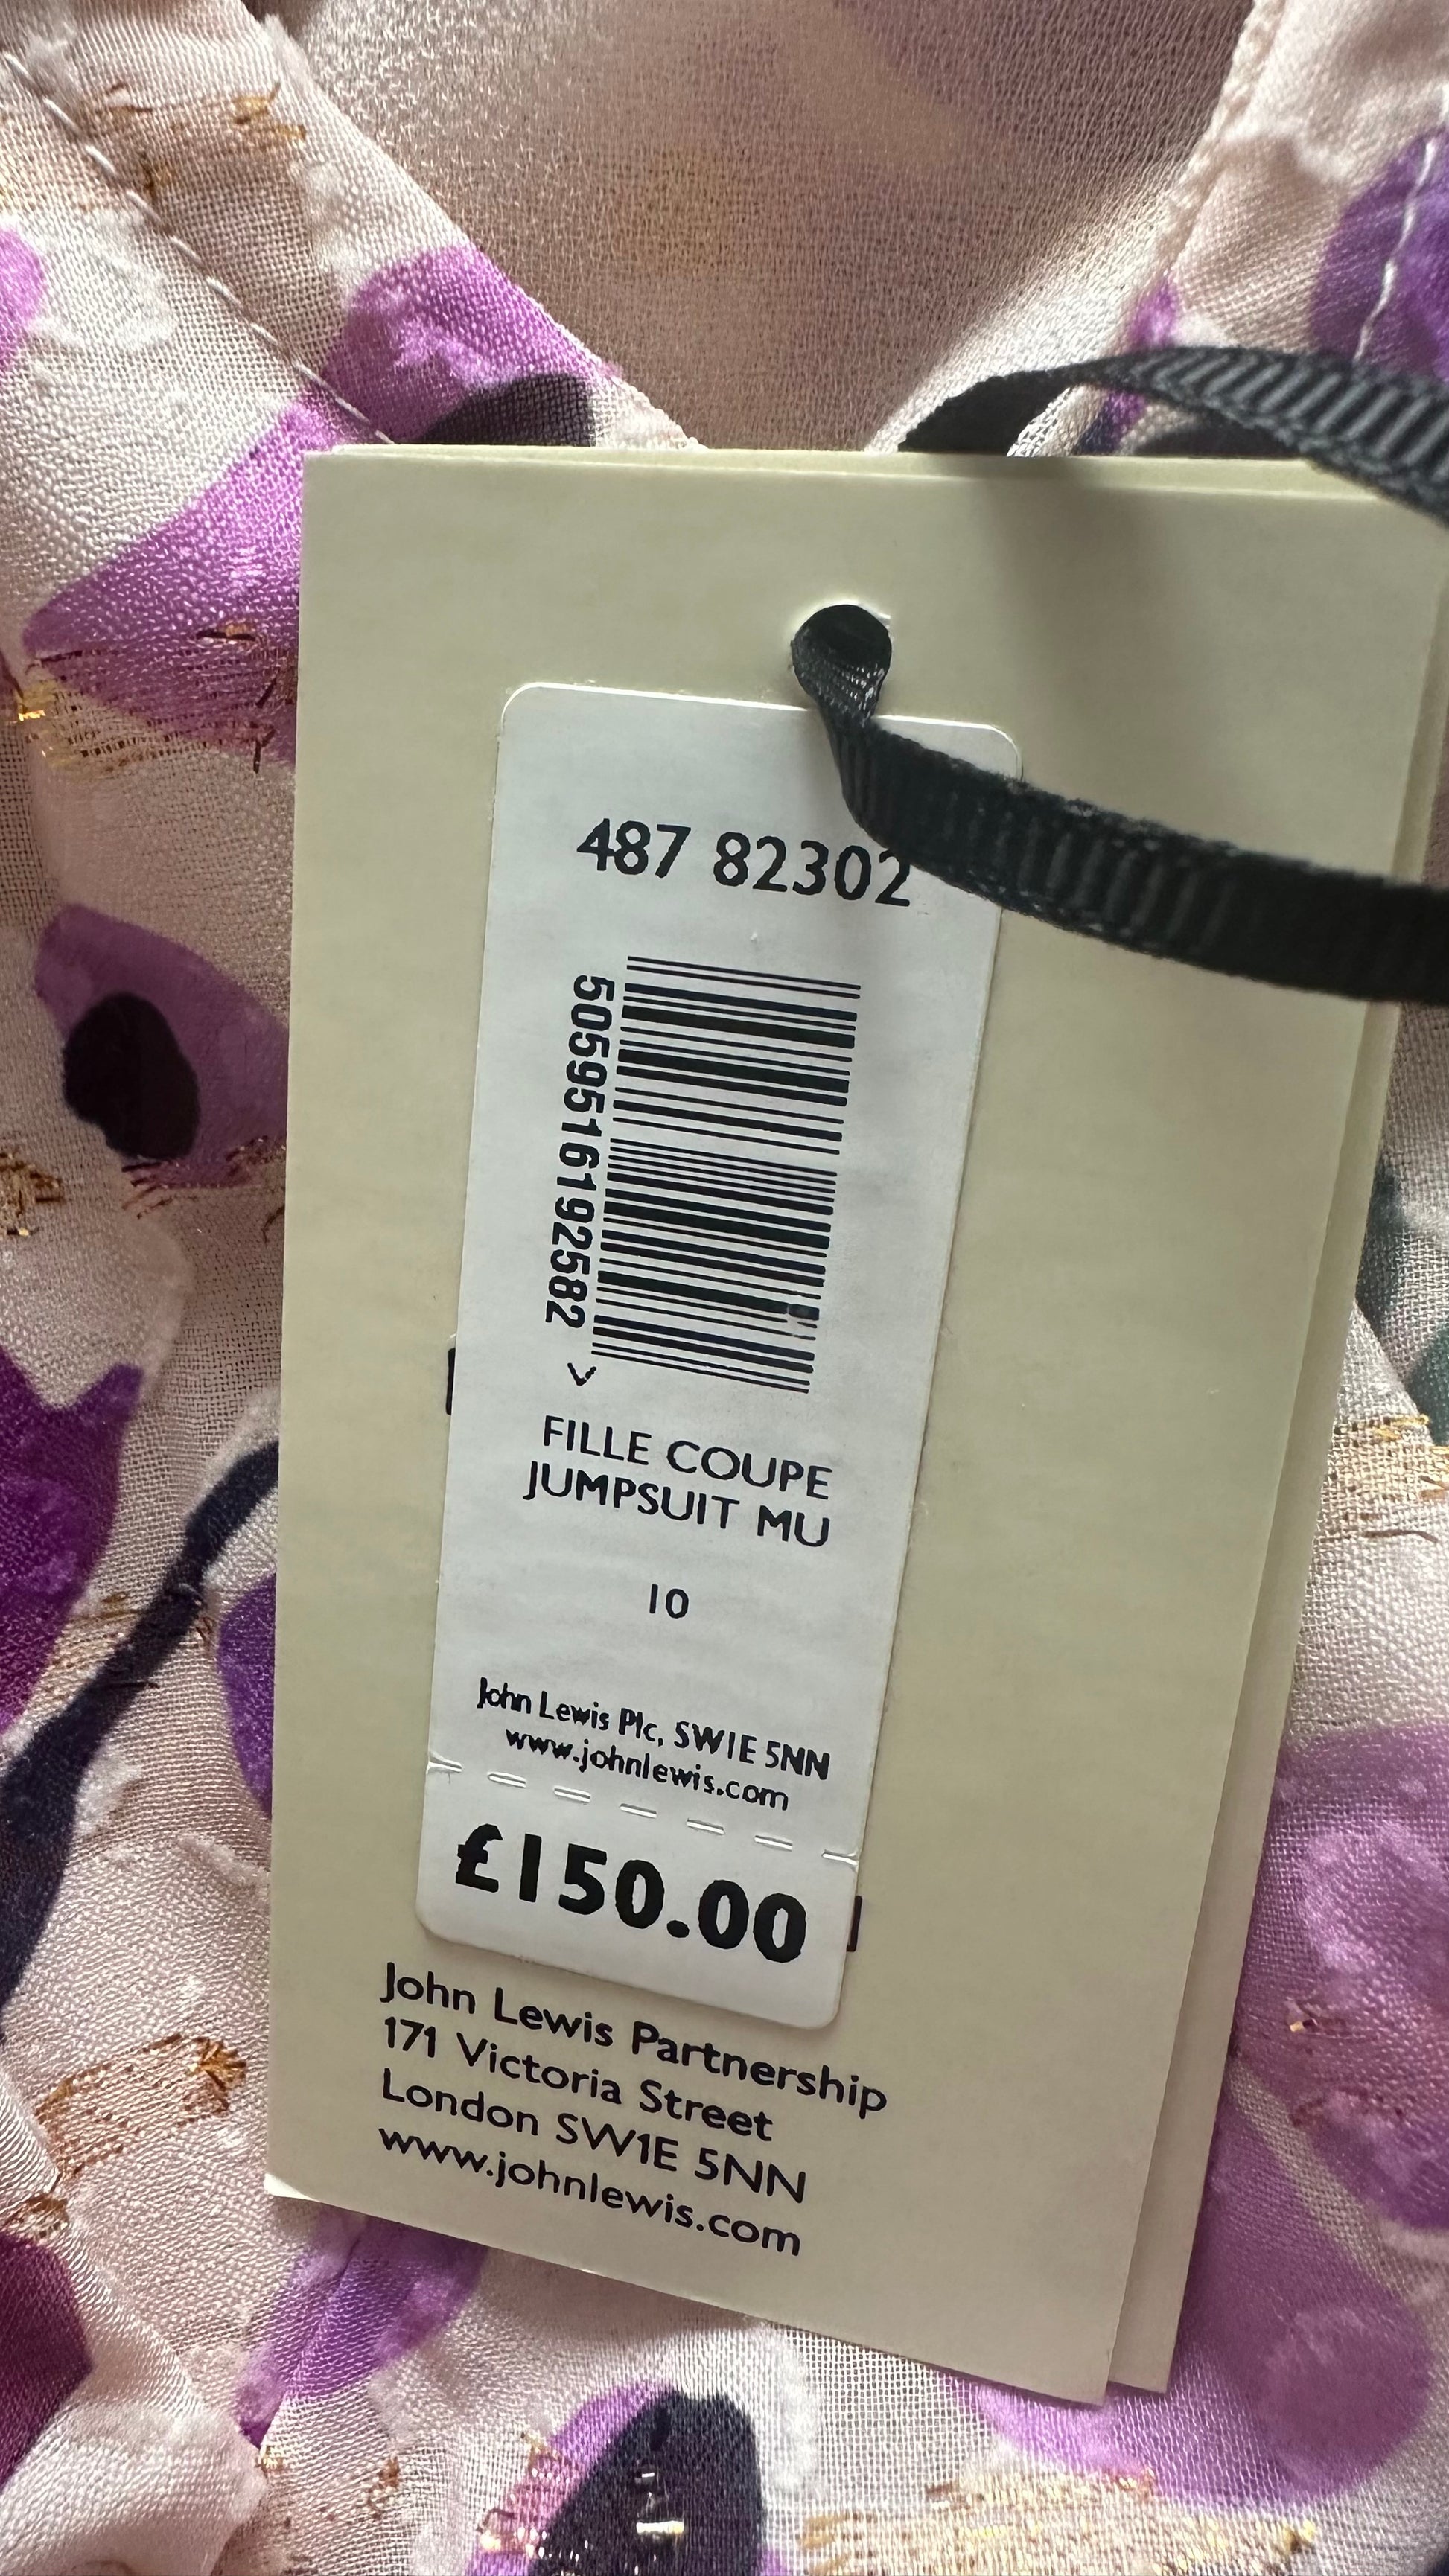 487 82302
5059516192582 >
FILLE COUPE
JUMPSUIT MU
10
John Lewis Plc, SW1E 5NN
www.johnlewis.com
£150.00
John Lewis Partnership
171 Victoria Street
London SW1E 5NN
www.johnlewis.com